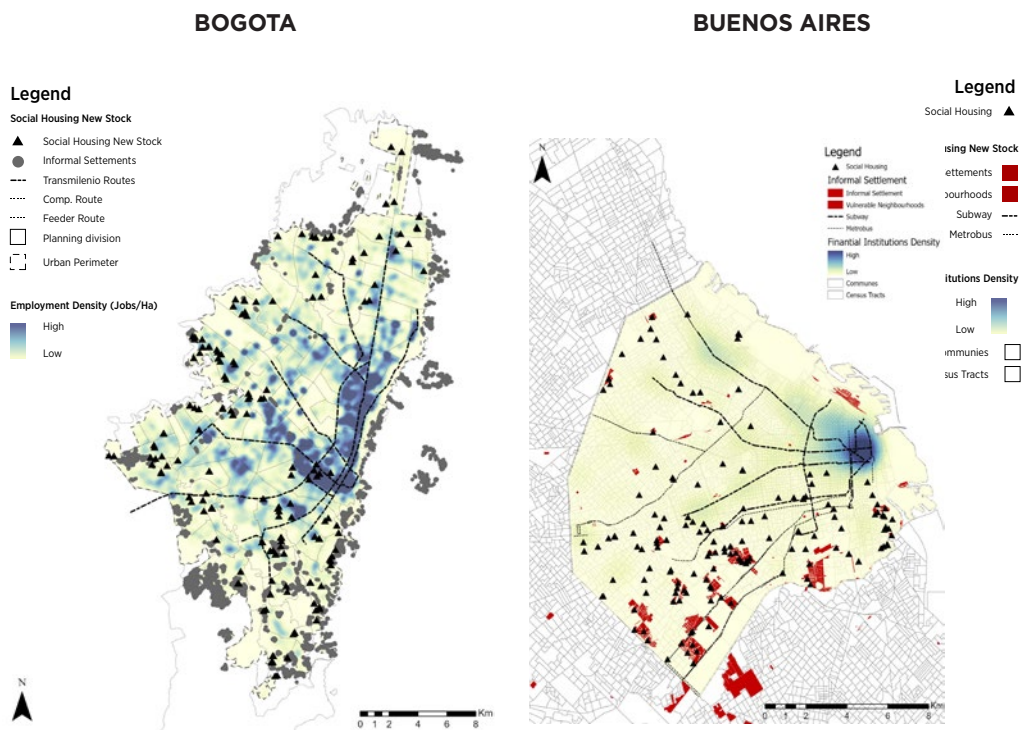 BOGOTA
Legend
Social Housing New Stock
Social Housing New Stock
Informal Settements
Transmilenio Routes
Comp. Route
Feeder Route
Planning division
Urban Perimeter
Employment Density (Jobs/Ha)
High
Low
N
0 1 2 4 6 8 Km
BUENOS AIRES
N
Legend
Social Housing
Informal Settlement
Informal Settlement
Vulnerable Neighbourhoods
Subway
Metrobus
Finantial Institutions Density
High
Low
Communes
Census Tracts
0 1 2 4 6 8 Km
Legend
Social Housing
using New Stock
ettements
ourhoods
Subway
Metrobus
itutions Density
High
Low
ommunies
sus Tracts